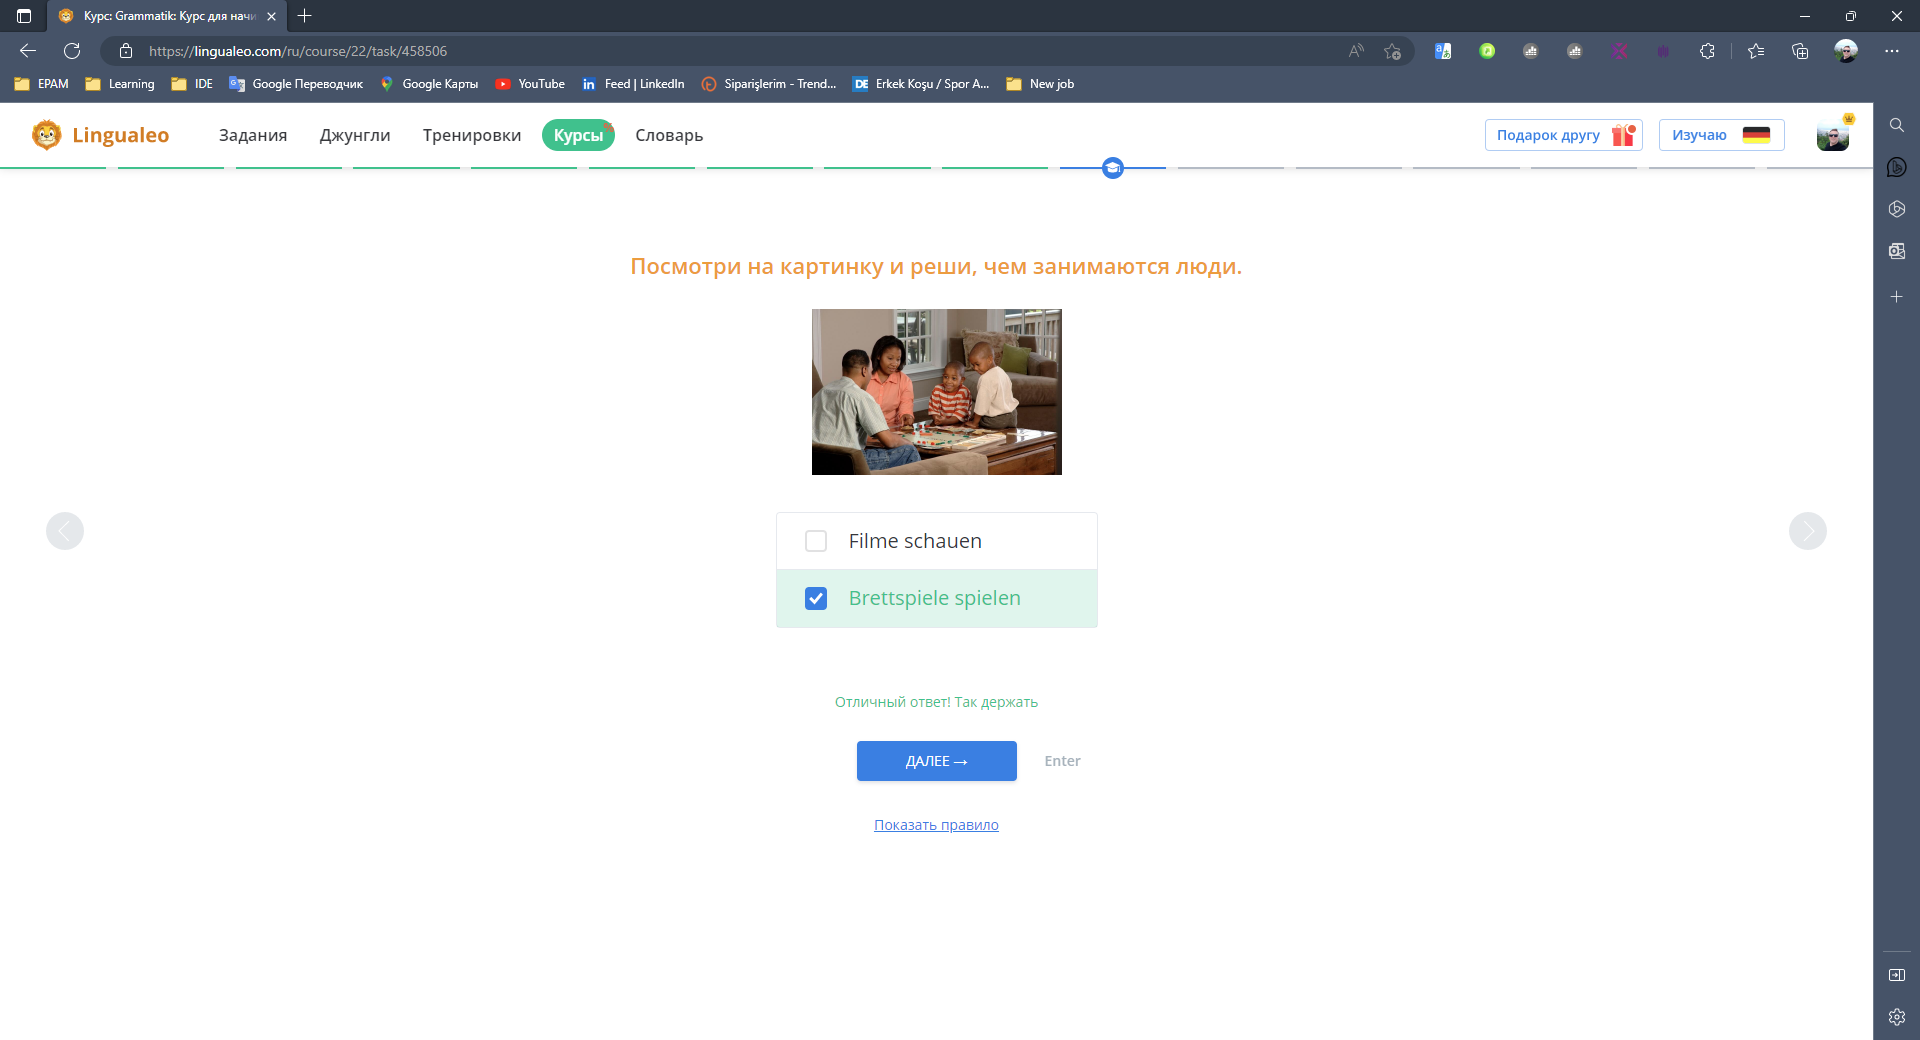 Курс: Grammatik: Курс для начи
https://lingualeo.com/ru/course/22/task/458506
EPAM
Learning
IDE
Google Переводчик
Google Карты
YouTube
Feed | LinkedIn
Siparişlerim - Trend...
DE Erkek Koşu / Spor A...
New job
Lingualeo
Задания
Джунгли
Тренировки
Курсы
Словарь
Подарок другу
Изучаю
Посмотри на картинку и реши, чем занимаются люди.
Filme schauen
Brettspiele spielen
Отличный ответ! Так держать
ДАЛЕЕ →
Enter
Показать правило